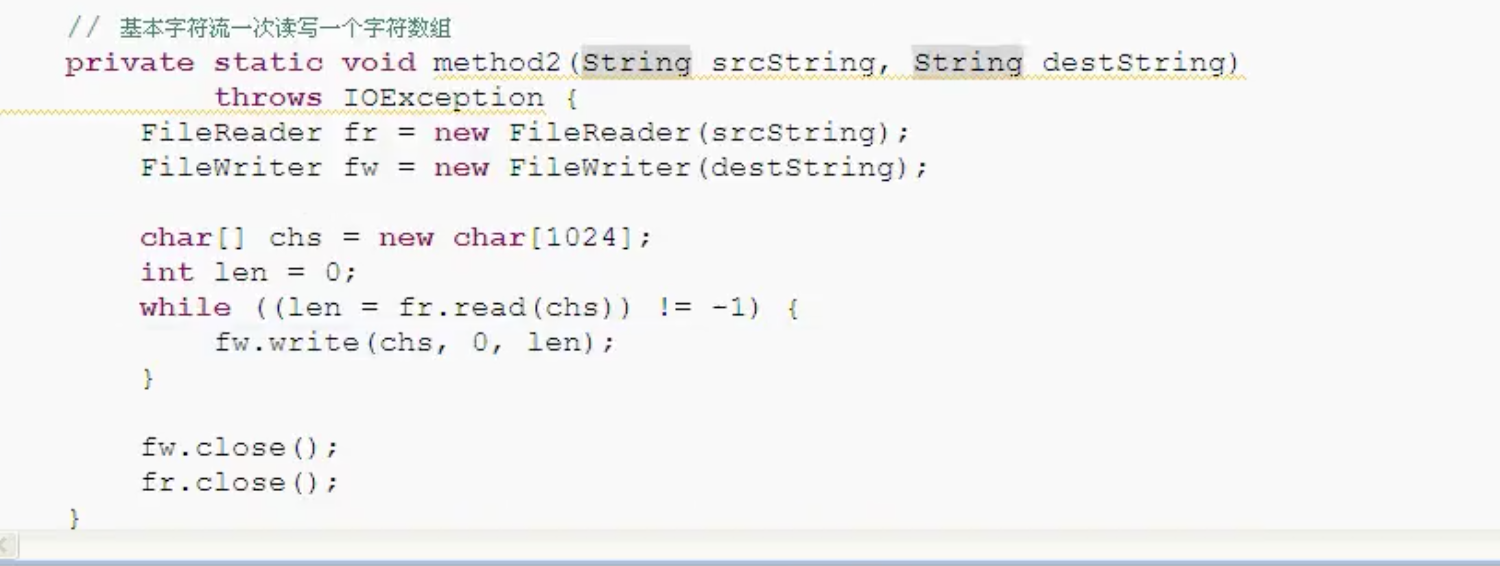 // 基本字符流一次读写一个字符数组
private static void method2(String srcString, String destString)
throws IOException {
FileReader fr = new FileReader(srcString);
FileWriter fw = new FileWriter(destString);
char[] chs = new char[1024];
int len = 0;
while ((len = fr.read(chs)) != -1) {
fw.write(chs, 0, len);
}
fw.close();
fr.close();
}